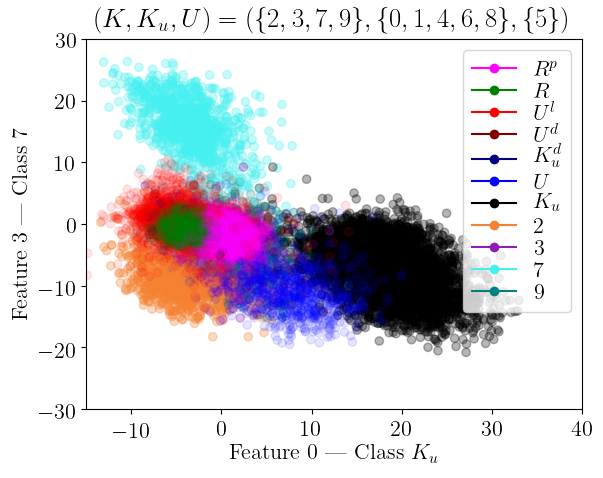 (K, K_u, U) = ({2, 3, 7, 9}, {0, 1, 4, 6, 8}, {5})
30
20
10
0
−10
−20
−30
Feature 3 — Class 7
R^p
R
U^l
U^d
K_u^d
U
K_u
2
3
7
9
−10 0 10 20 30 40
Feature 0 — Class K_u